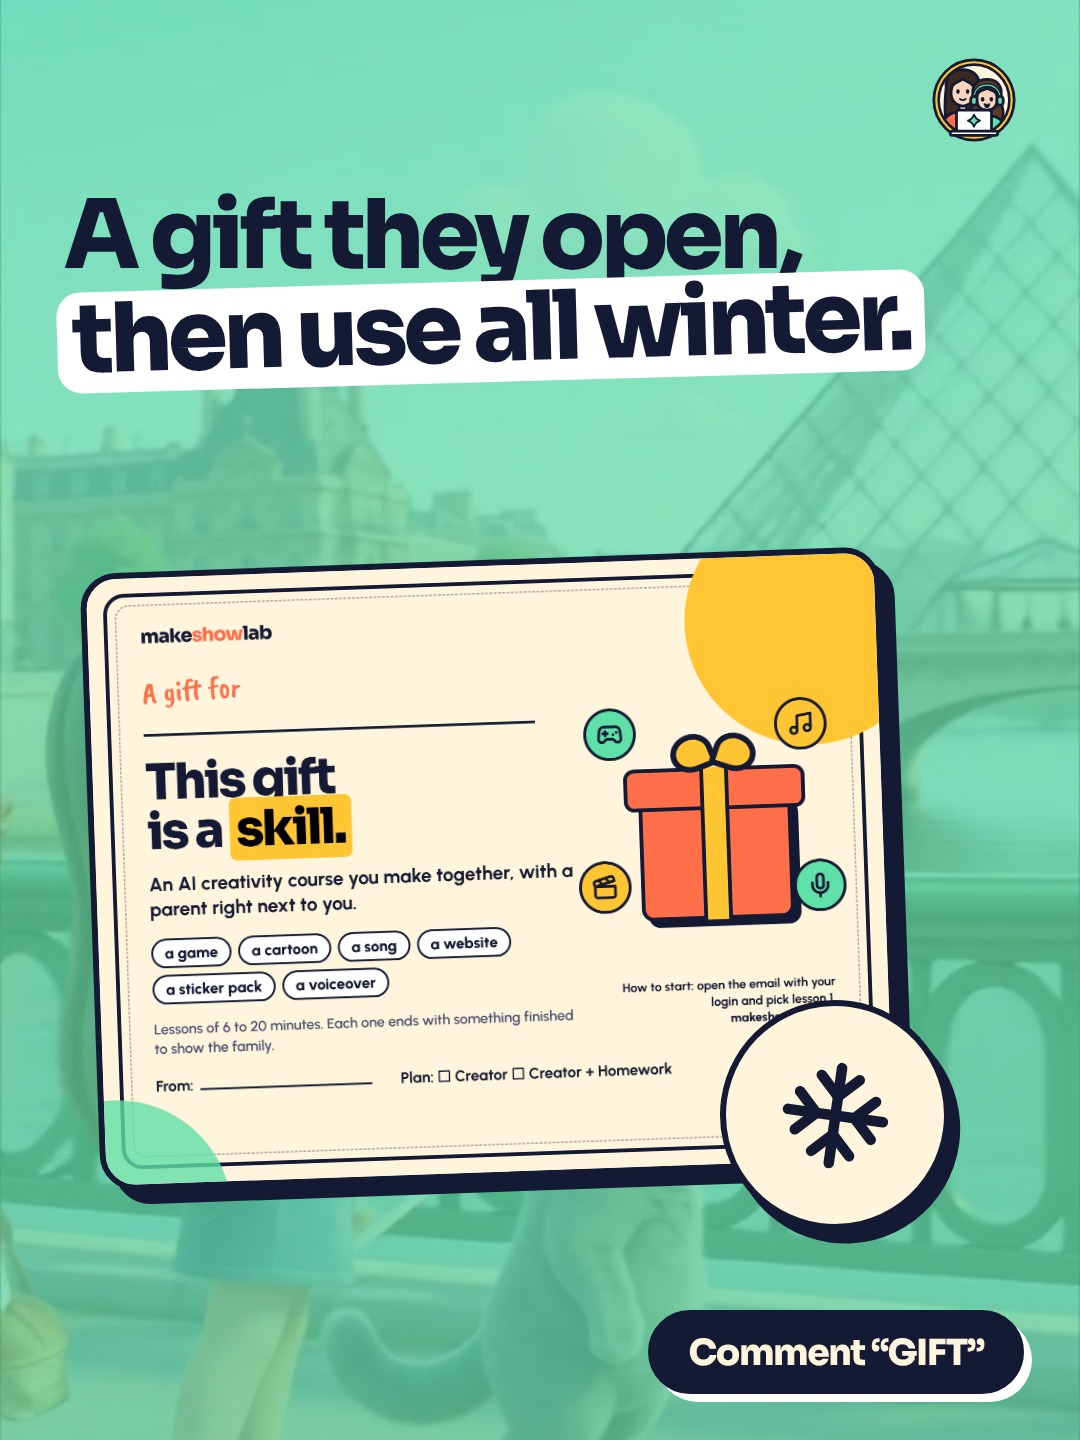 A gift they open,
then use all winter.
makeshowlab
A gift for
This gift
is a skill.
An AI creativity course you make together, with a
parent right next to you.
a game
a cartoon
a song
a website
a sticker pack
a voiceover
Lessons of 6 to 20 minutes. Each one ends with something finished
to show the family.
How to start: open the email with your
login and pick lesson 1
From:
Plan: ☐ Creator ☐ Creator + Homework
Comment “GIFT”